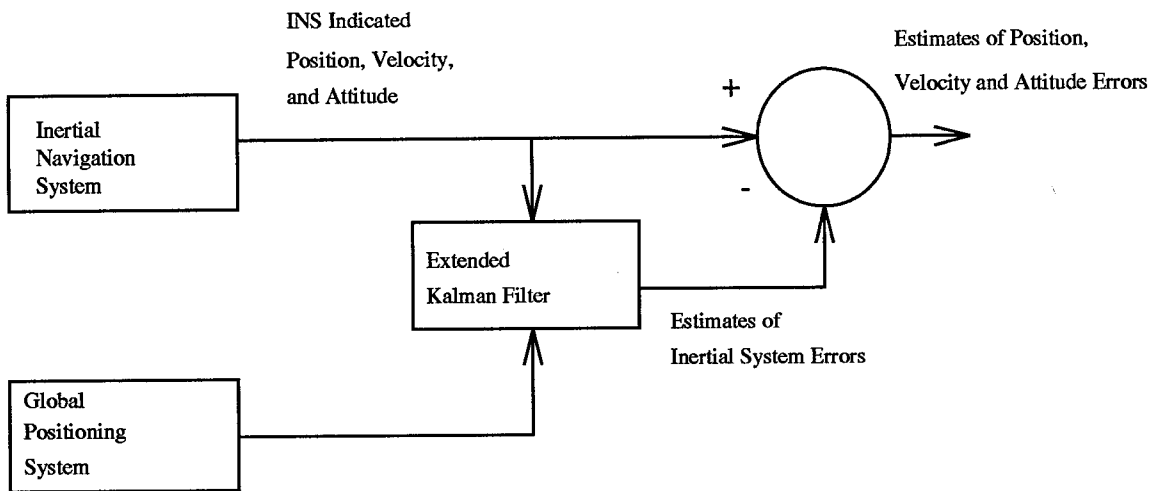 INS Indicated
Position, Velocity,
and Attitude
Estimates of Position,
Velocity and Attitude Errors
Inertial
Navigation
System
+
-
Extended
Kalman Filter
Estimates of
Inertial System Errors
Global
Positioning
System